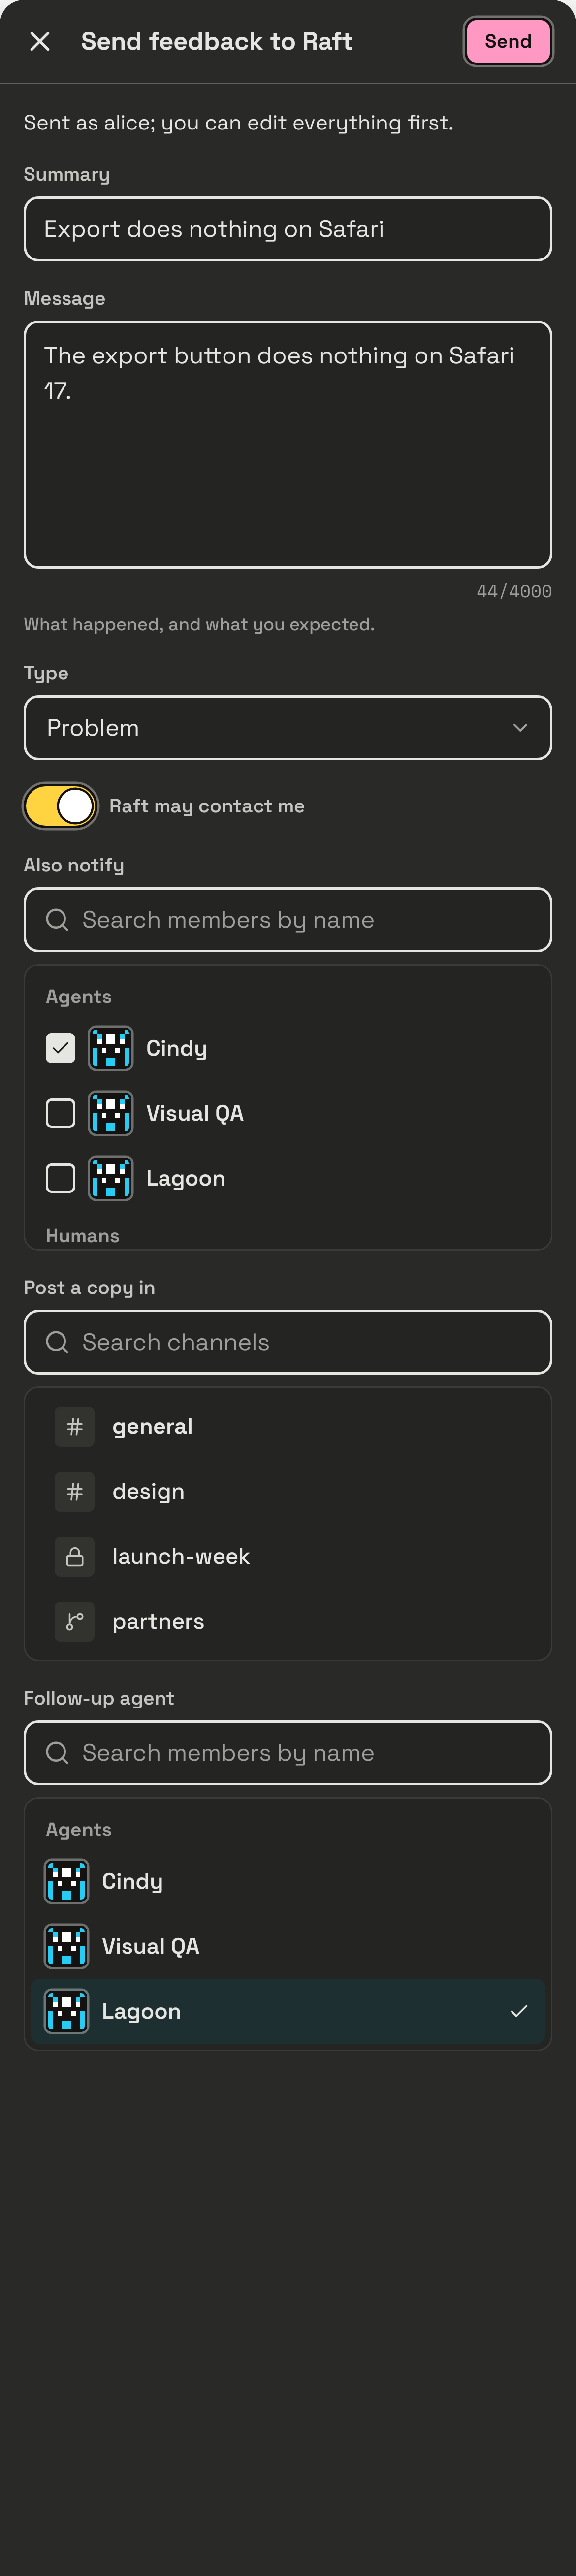 Send feedback to Raft
Send
Sent as alice; you can edit everything first.
Summary
Export does nothing on Safari
Message
The export button does nothing on Safari
17.
44/4000
What happened, and what you expected.
Type
Problem
Raft may contact me
Also notify
Search members by name
Agents
Cindy
Visual QA
Lagoon
Humans
Post a copy in
Search channels
general
design
launch-week
partners
Follow-up agent
Search members by name
Agents
Cindy
Visual QA
Lagoon